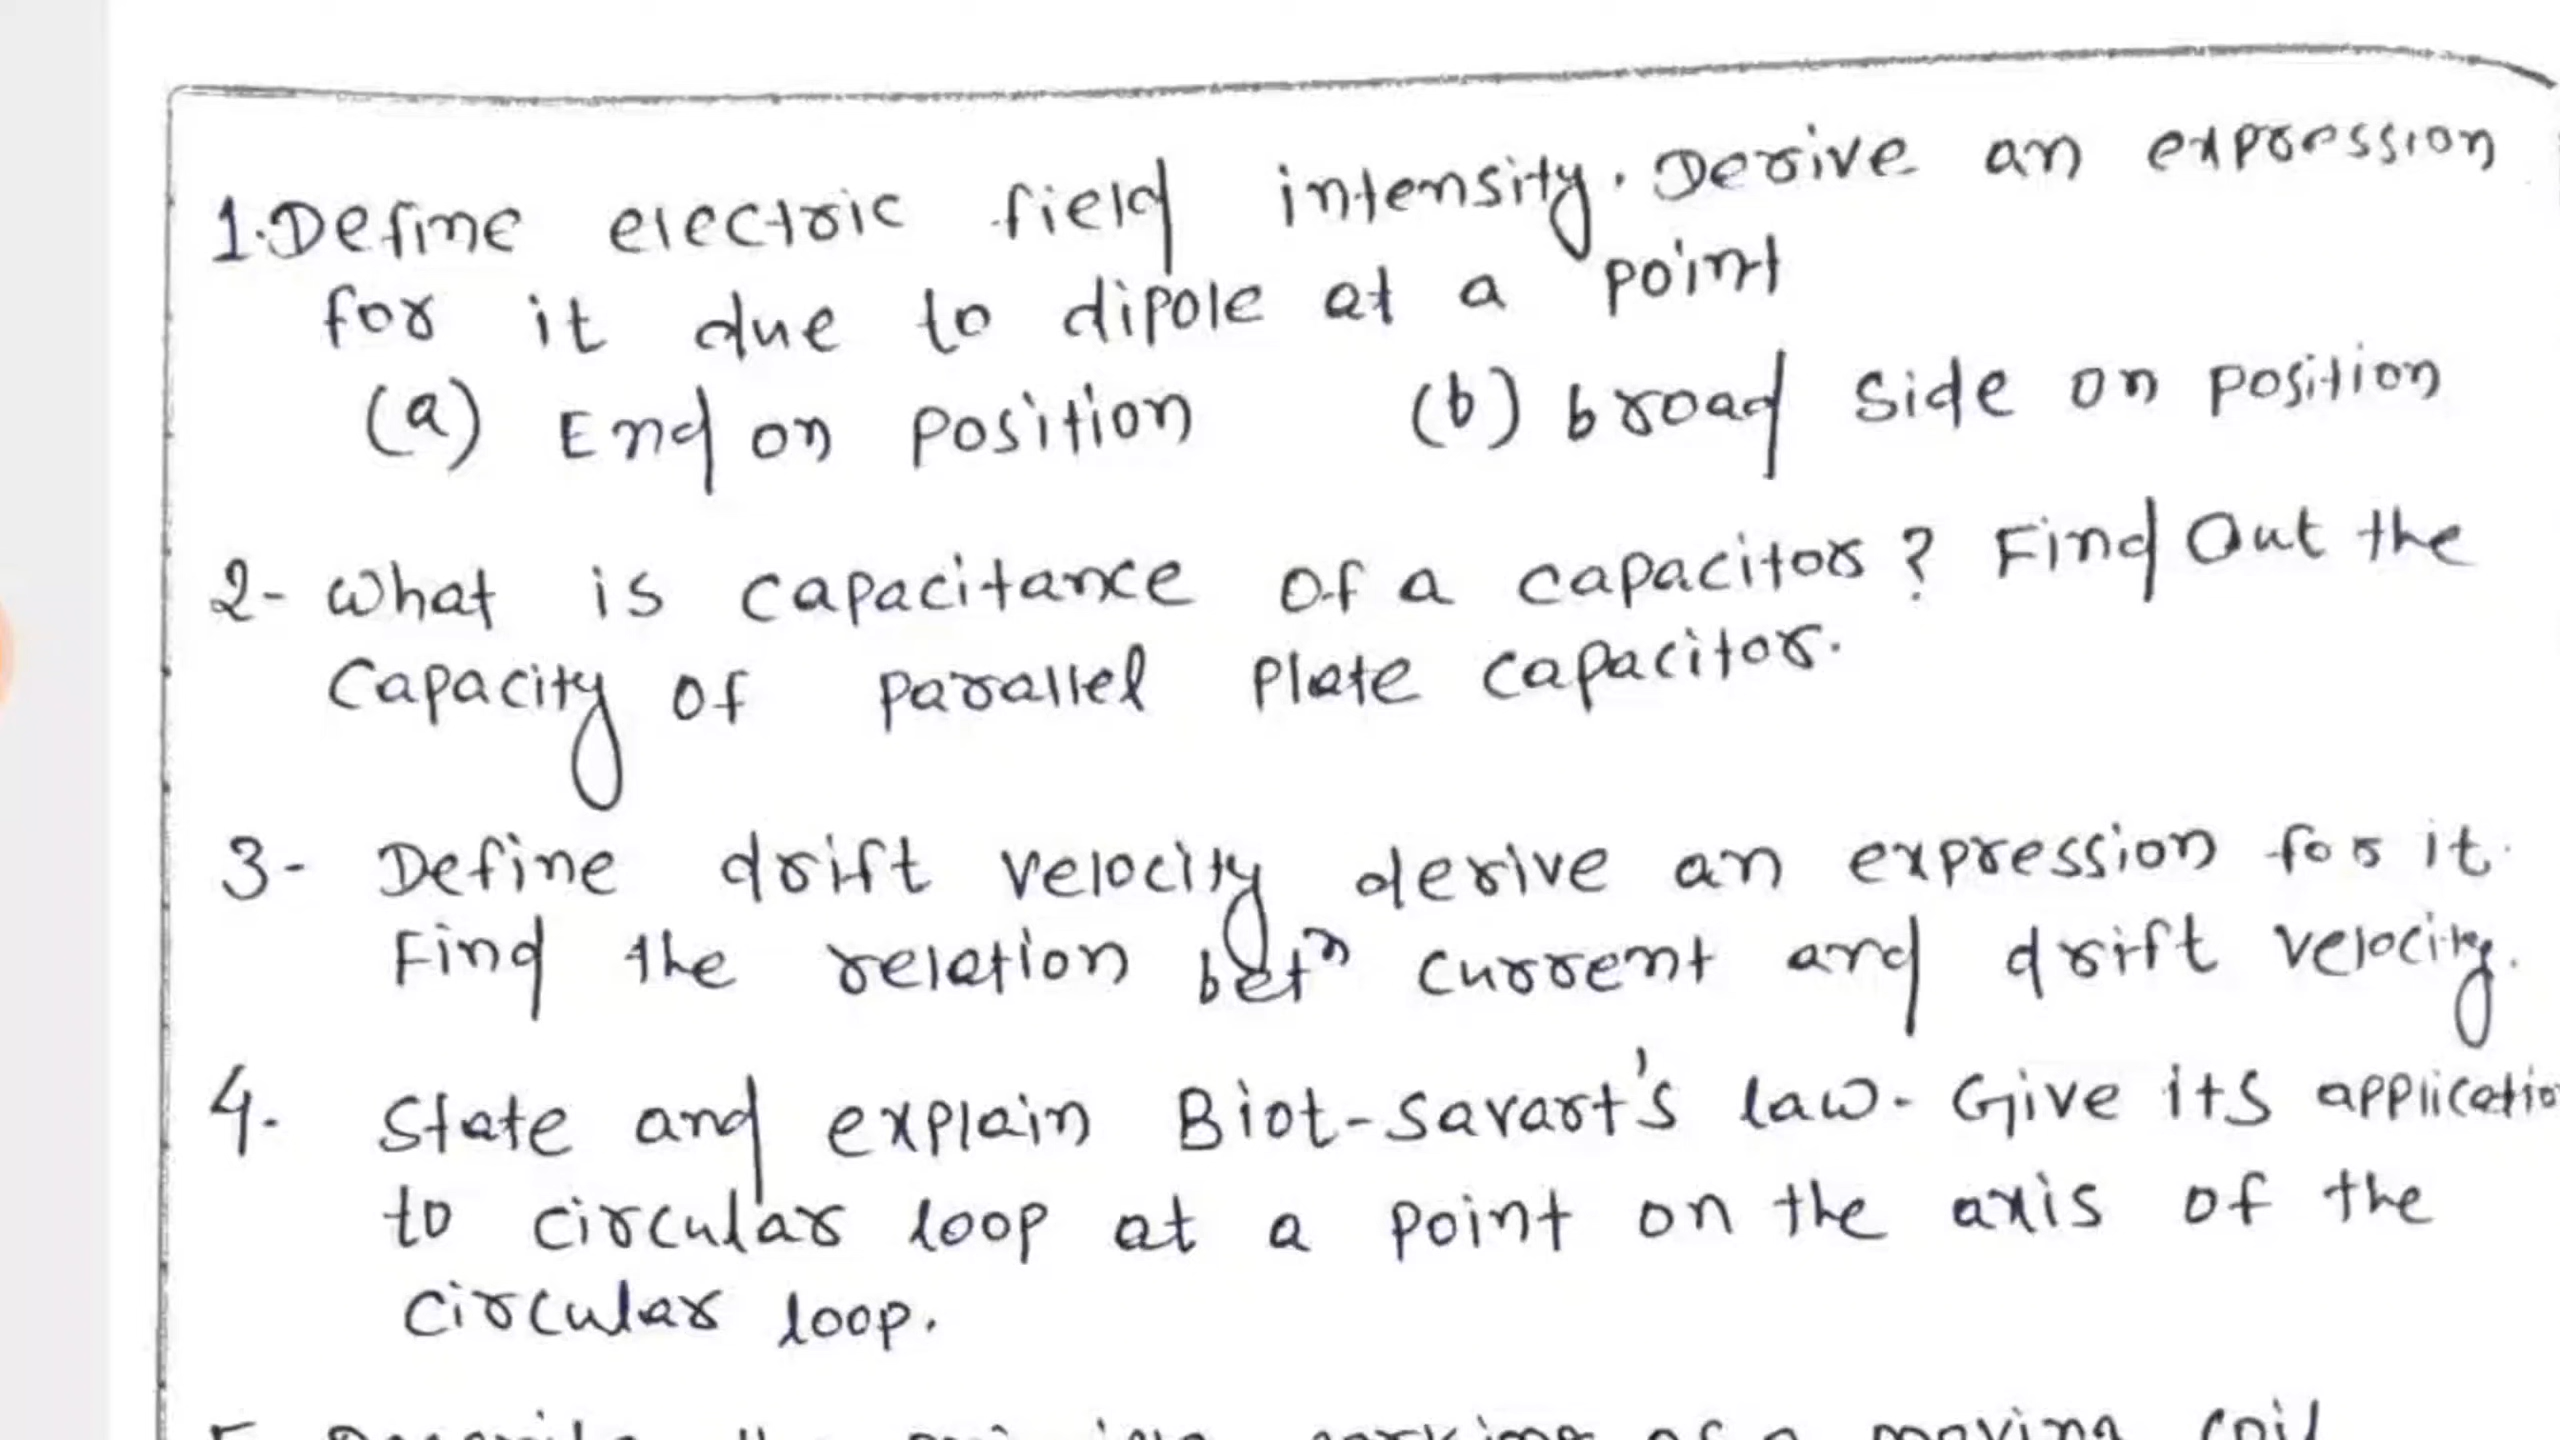 1. Define electric field intensity. Derive an expression
for it due to dipole at a point
(a) End on position (b) broad side on position
2- What is capacitance of a capacitor? Find Out the
Capacity of parallel plate capacitor.
3- Define drift velocity derive an expression for it.
Find the relation betn current and drift velocity.
4. State and explain Biot-Savart's law. Give its applicatio
to circular loop at a point on the axis of the
circular loop.
moving coil